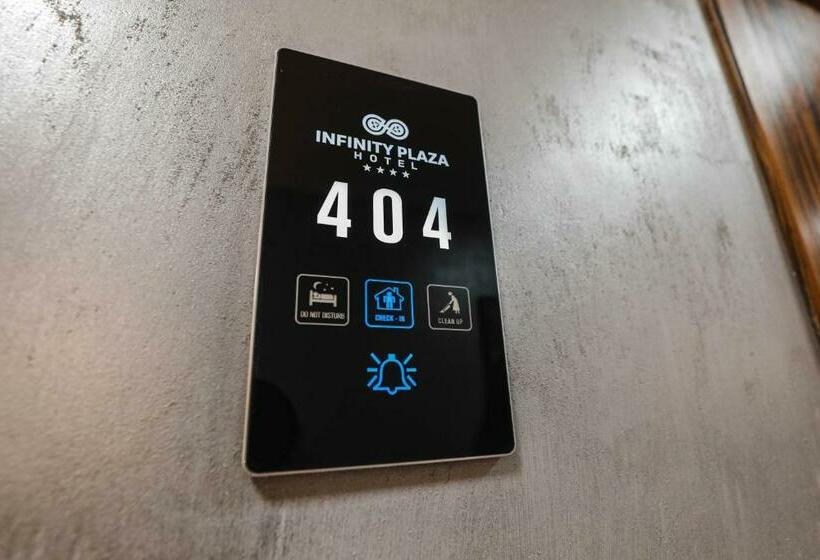 INFINITY PLAZA
HOTEL
404
DO NOT DISTURB
CHECK - IN
CLEAN UP